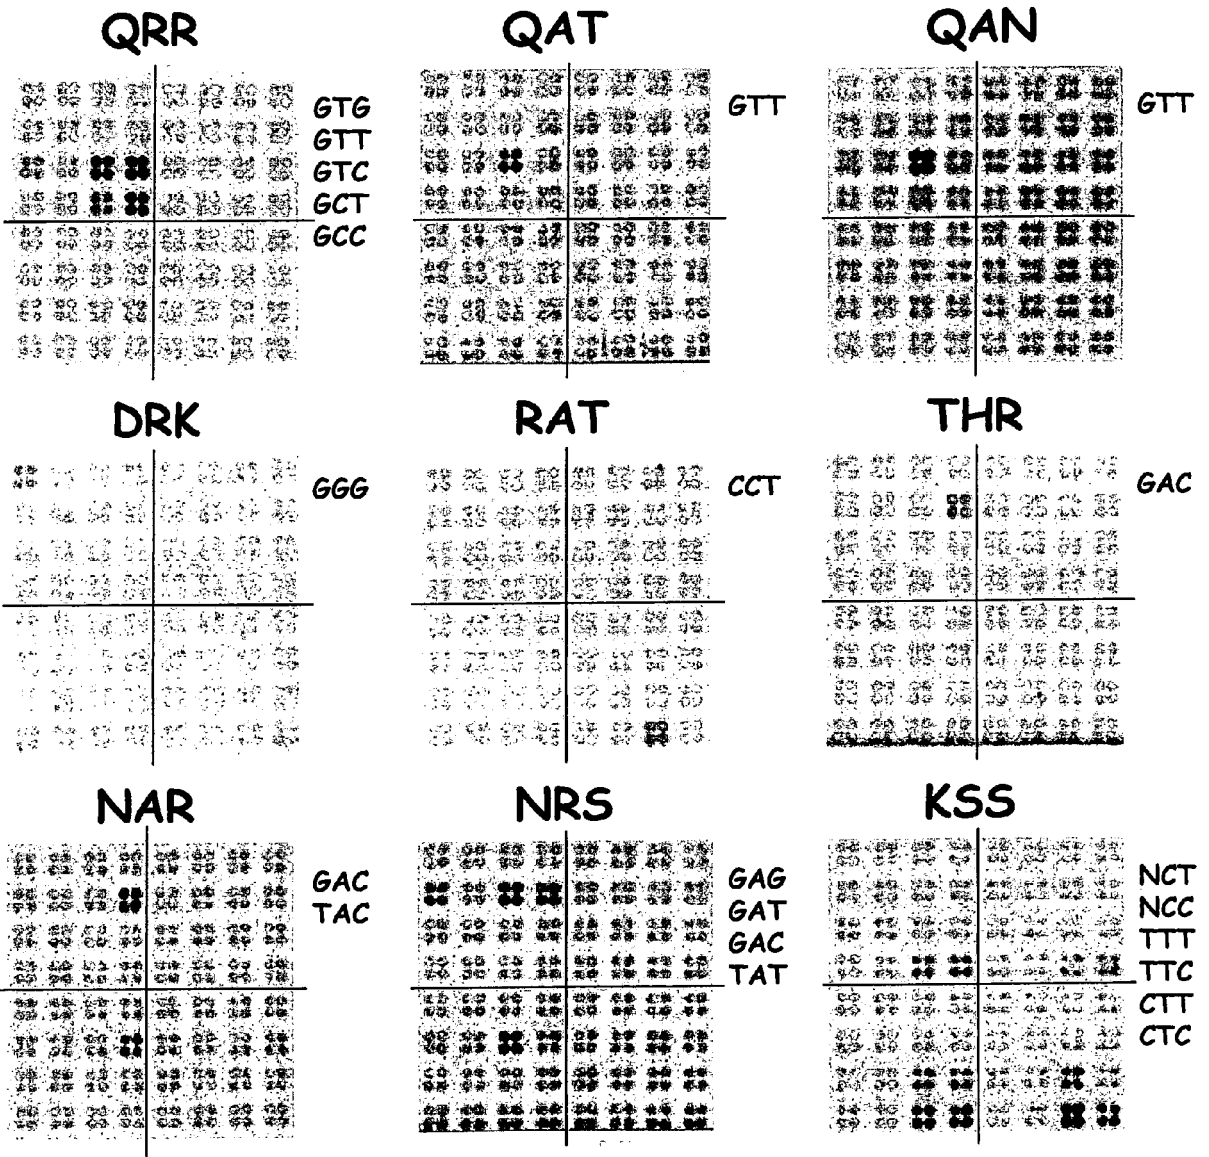 QRR
GTG
GTT
GTC
GCT
GCC
QAT
GTT
QAN
GTT
DRK
GGG
RAT
CCT
THR
GAC
NAR
GAC
TAC
NRS
GAG
GAT
GAC
TAT
KSS
NCT
NCC
TTT
TTC
CTT
CTC